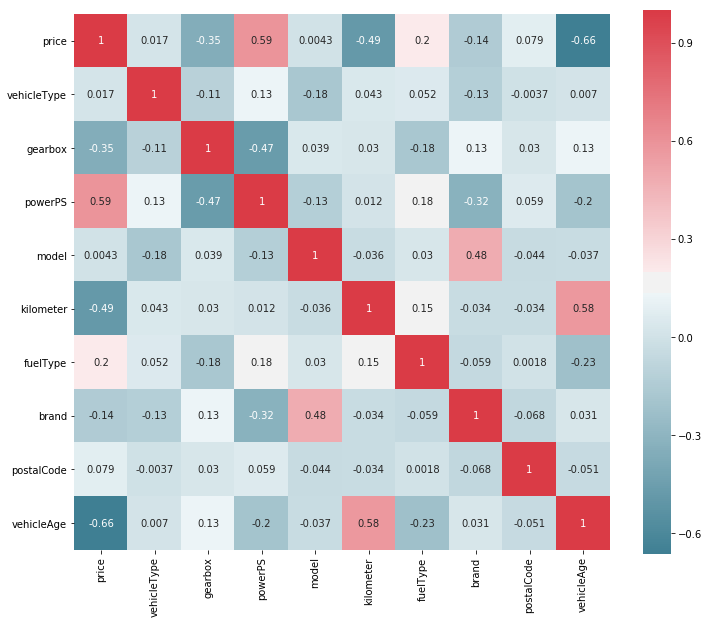 price 1 0.017 -0.35 0.59 0.0043 -0.49 0.2 -0.14 0.079 -0.66
vehicleType 0.017 1 -0.11 0.13 -0.18 0.043 0.052 -0.13 -0.0037 0.007
gearbox -0.35 -0.11 1 -0.47 0.039 0.03 -0.18 0.13 0.03 0.13
powerPS 0.59 0.13 -0.47 1 -0.13 0.012 0.18 -0.32 0.059 -0.2
model 0.0043 -0.18 0.039 -0.13 1 -0.036 0.03 0.48 -0.044 -0.037
kilometer -0.49 0.043 0.03 0.012 -0.036 1 0.15 -0.034 -0.034 0.58
fuelType 0.2 0.052 -0.18 0.18 0.03 0.15 1 -0.059 0.0018 -0.23
brand -0.14 -0.13 0.13 -0.32 0.48 -0.034 -0.059 1 -0.068 0.031
postalCode 0.079 -0.0037 0.03 0.059 -0.044 -0.034 0.0018 -0.068 1 -0.051
vehicleAge -0.66 0.007 0.13 -0.2 -0.037 0.58 -0.23 0.031 -0.051 1
price vehicleType gearbox powerPS model kilometer fuelType brand postalCode vehicleAge
0.9
0.6
0.3
0.0
−0.3
−0.6